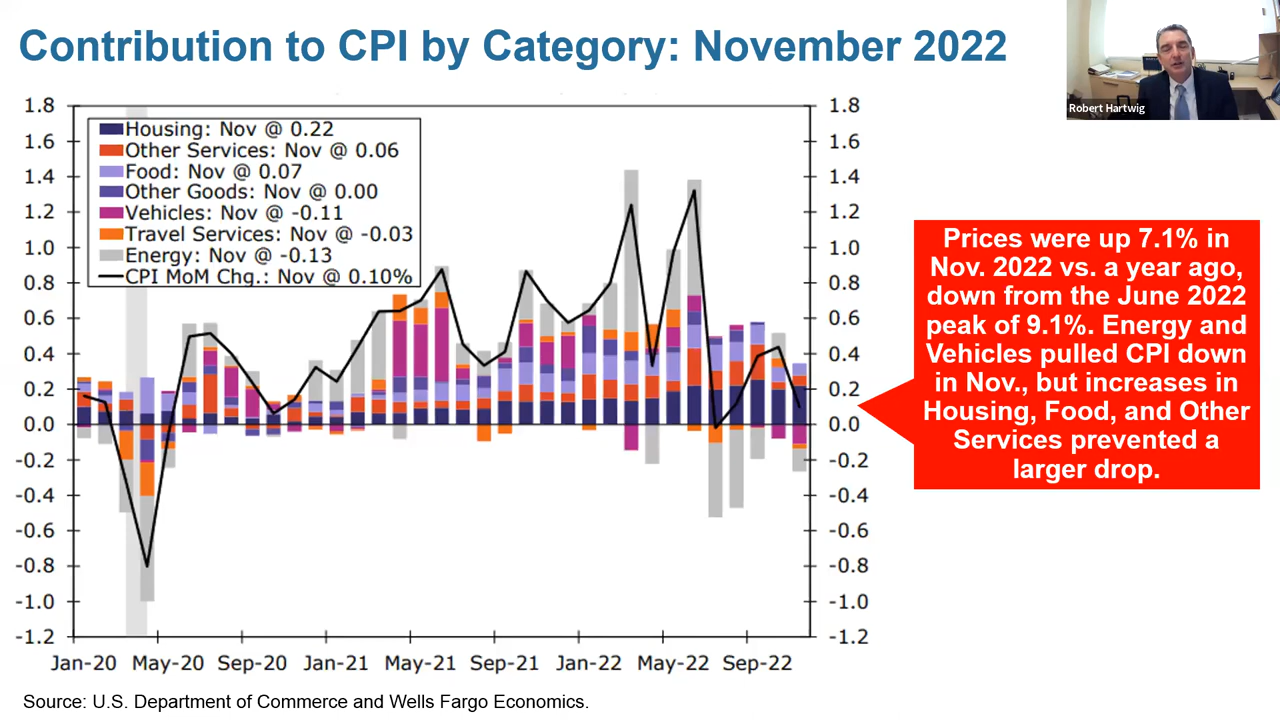 Contribution to CPI by Category: November 2022
Robert Hartwig
1.8 1.8
1.6 1.6
1.4 1.4
1.2 1.2
1.0 1.0
0.8 0.8
0.6 0.6
0.4 0.4
0.2 0.2
0.0 0.0
-0.2 -0.2
-0.4 -0.4
-0.6 -0.6
-0.8 -0.8
-1.0 -1.0
-1.2 -1.2
Housing: Nov @ 0.22
Other Services: Nov @ 0.06
Food: Nov @ 0.07
Other Goods: Nov @ 0.00
Vehicles: Nov @ -0.11
Travel Services: Nov @ -0.03
Energy: Nov @ -0.13
CPI MoM Chg.: Nov @ 0.10%
Jan-20 May-20 Sep-20 Jan-21 May-21 Sep-21 Jan-22 May-22 Sep-22
Prices were up 7.1% in
Nov. 2022 vs. a year ago,
down from the June 2022
peak of 9.1%. Energy and
Vehicles pulled CPI down
in Nov., but increases in
Housing, Food, and Other
Services prevented a
larger drop.
Source: U.S. Department of Commerce and Wells Fargo Economics.